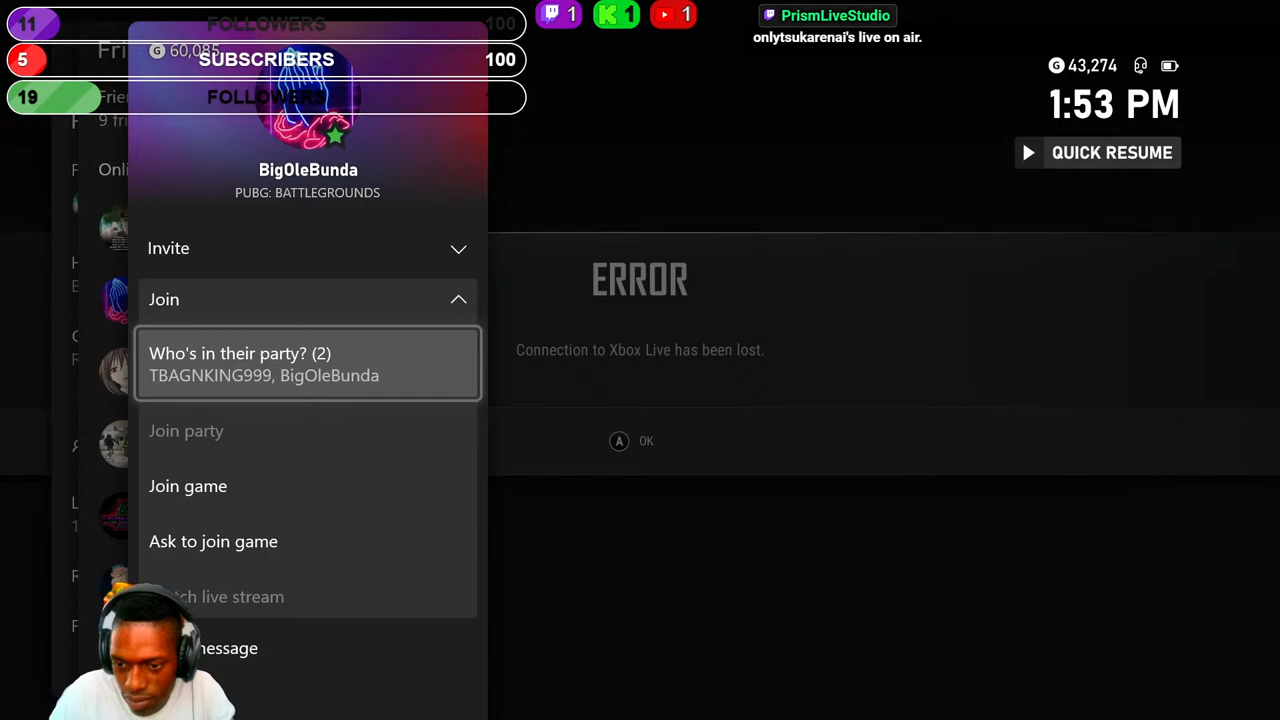 11 FOLLOWERS 100
5 SUBSCRIBERS 100
19 FOLLOWERS
G 60,085
1
K 1
1
PrismLiveStudio
onlytsukarenai's live on air.
G 43,274
1:53 PM
QUICK RESUME
BigOleBunda
PUBG: BATTLEGROUNDS
Invite
Join
Who's in their party? (2)
TBAGNKING999, BigOleBunda
Join party
Join game
Ask to join game
live stream
ERROR
Connection to Xbox Live has been lost.
A OK